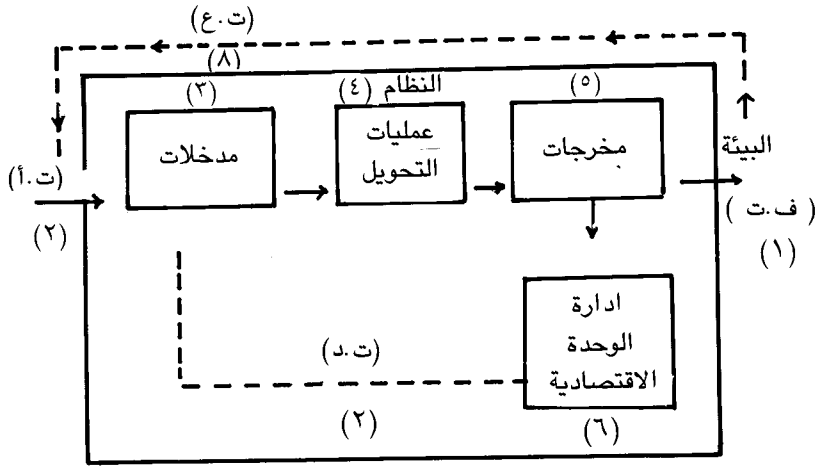 (ت.ع)
(٨)
(٣)
النظام (٤)
(٥)
مدخلات
عمليات
التحويل
مخرجات
البيئة
(ت.أ)
(٢)
( ف.ت )
(١)
ادارة
الوحدة
الاقتصادية
(ت.د)
(٢)
(٦)